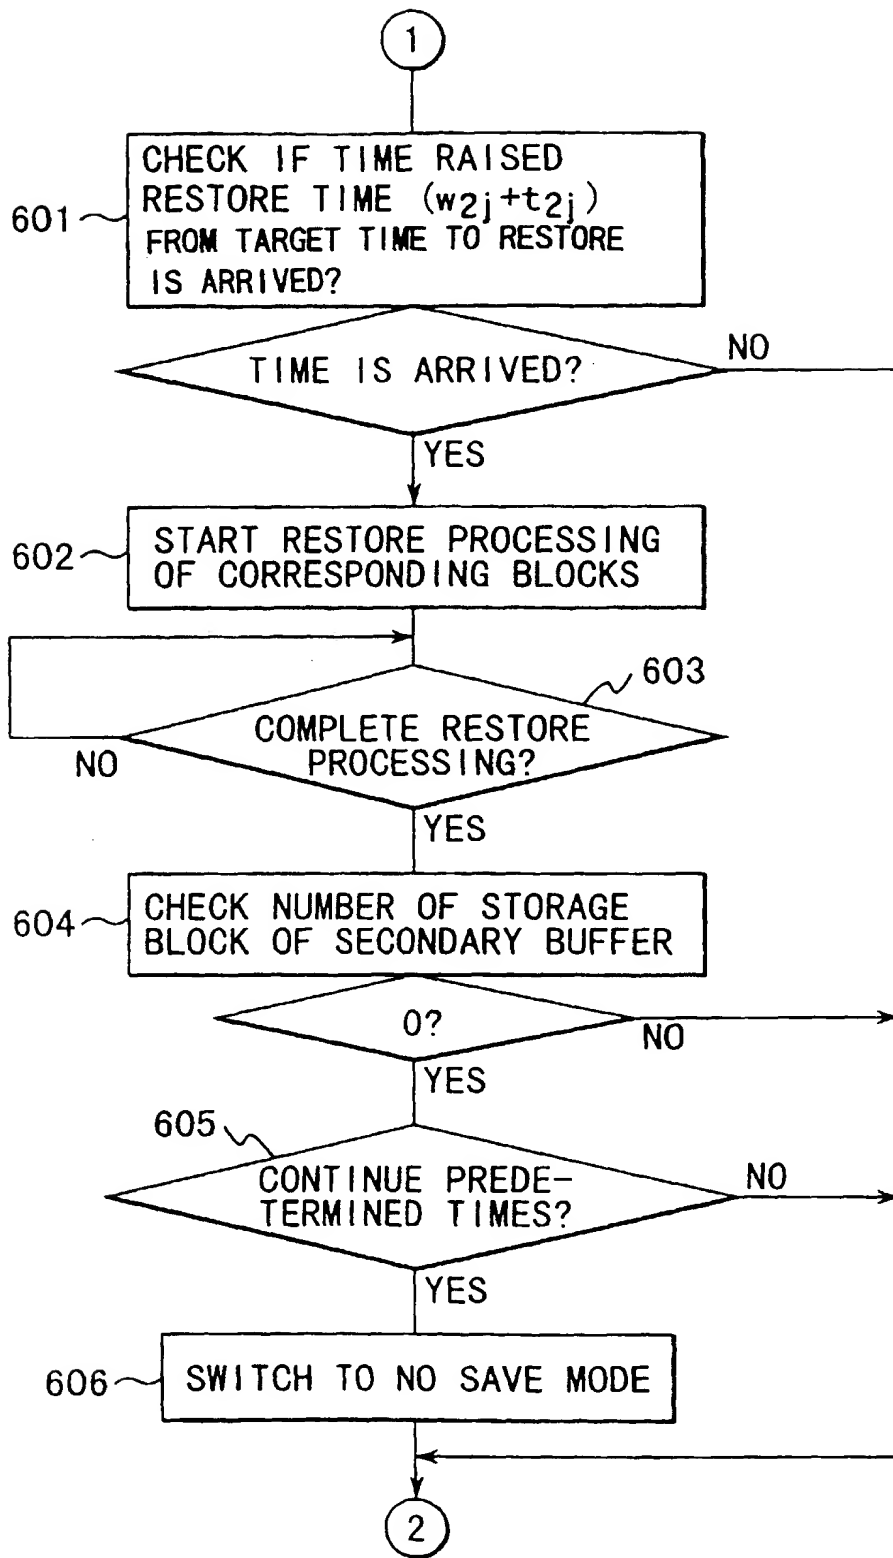 1
CHECK IF TIME RAISED
RESTORE TIME (w2j+t2j)
601
FROM TARGET TIME TO RESTORE
IS ARRIVED?
TIME IS ARRIVED?
NO
YES
602
START RESTORE PROCESSING
OF CORRESPONDING BLOCKS
603
COMPLETE RESTORE
PROCESSING?
NO
YES
604
CHECK NUMBER OF STORAGE
BLOCK OF SECONDARY BUFFER
0?
NO
YES
605
CONTINUE PREDE-
TERMINED TIMES?
NO
YES
606
SWITCH TO NO SAVE MODE
2